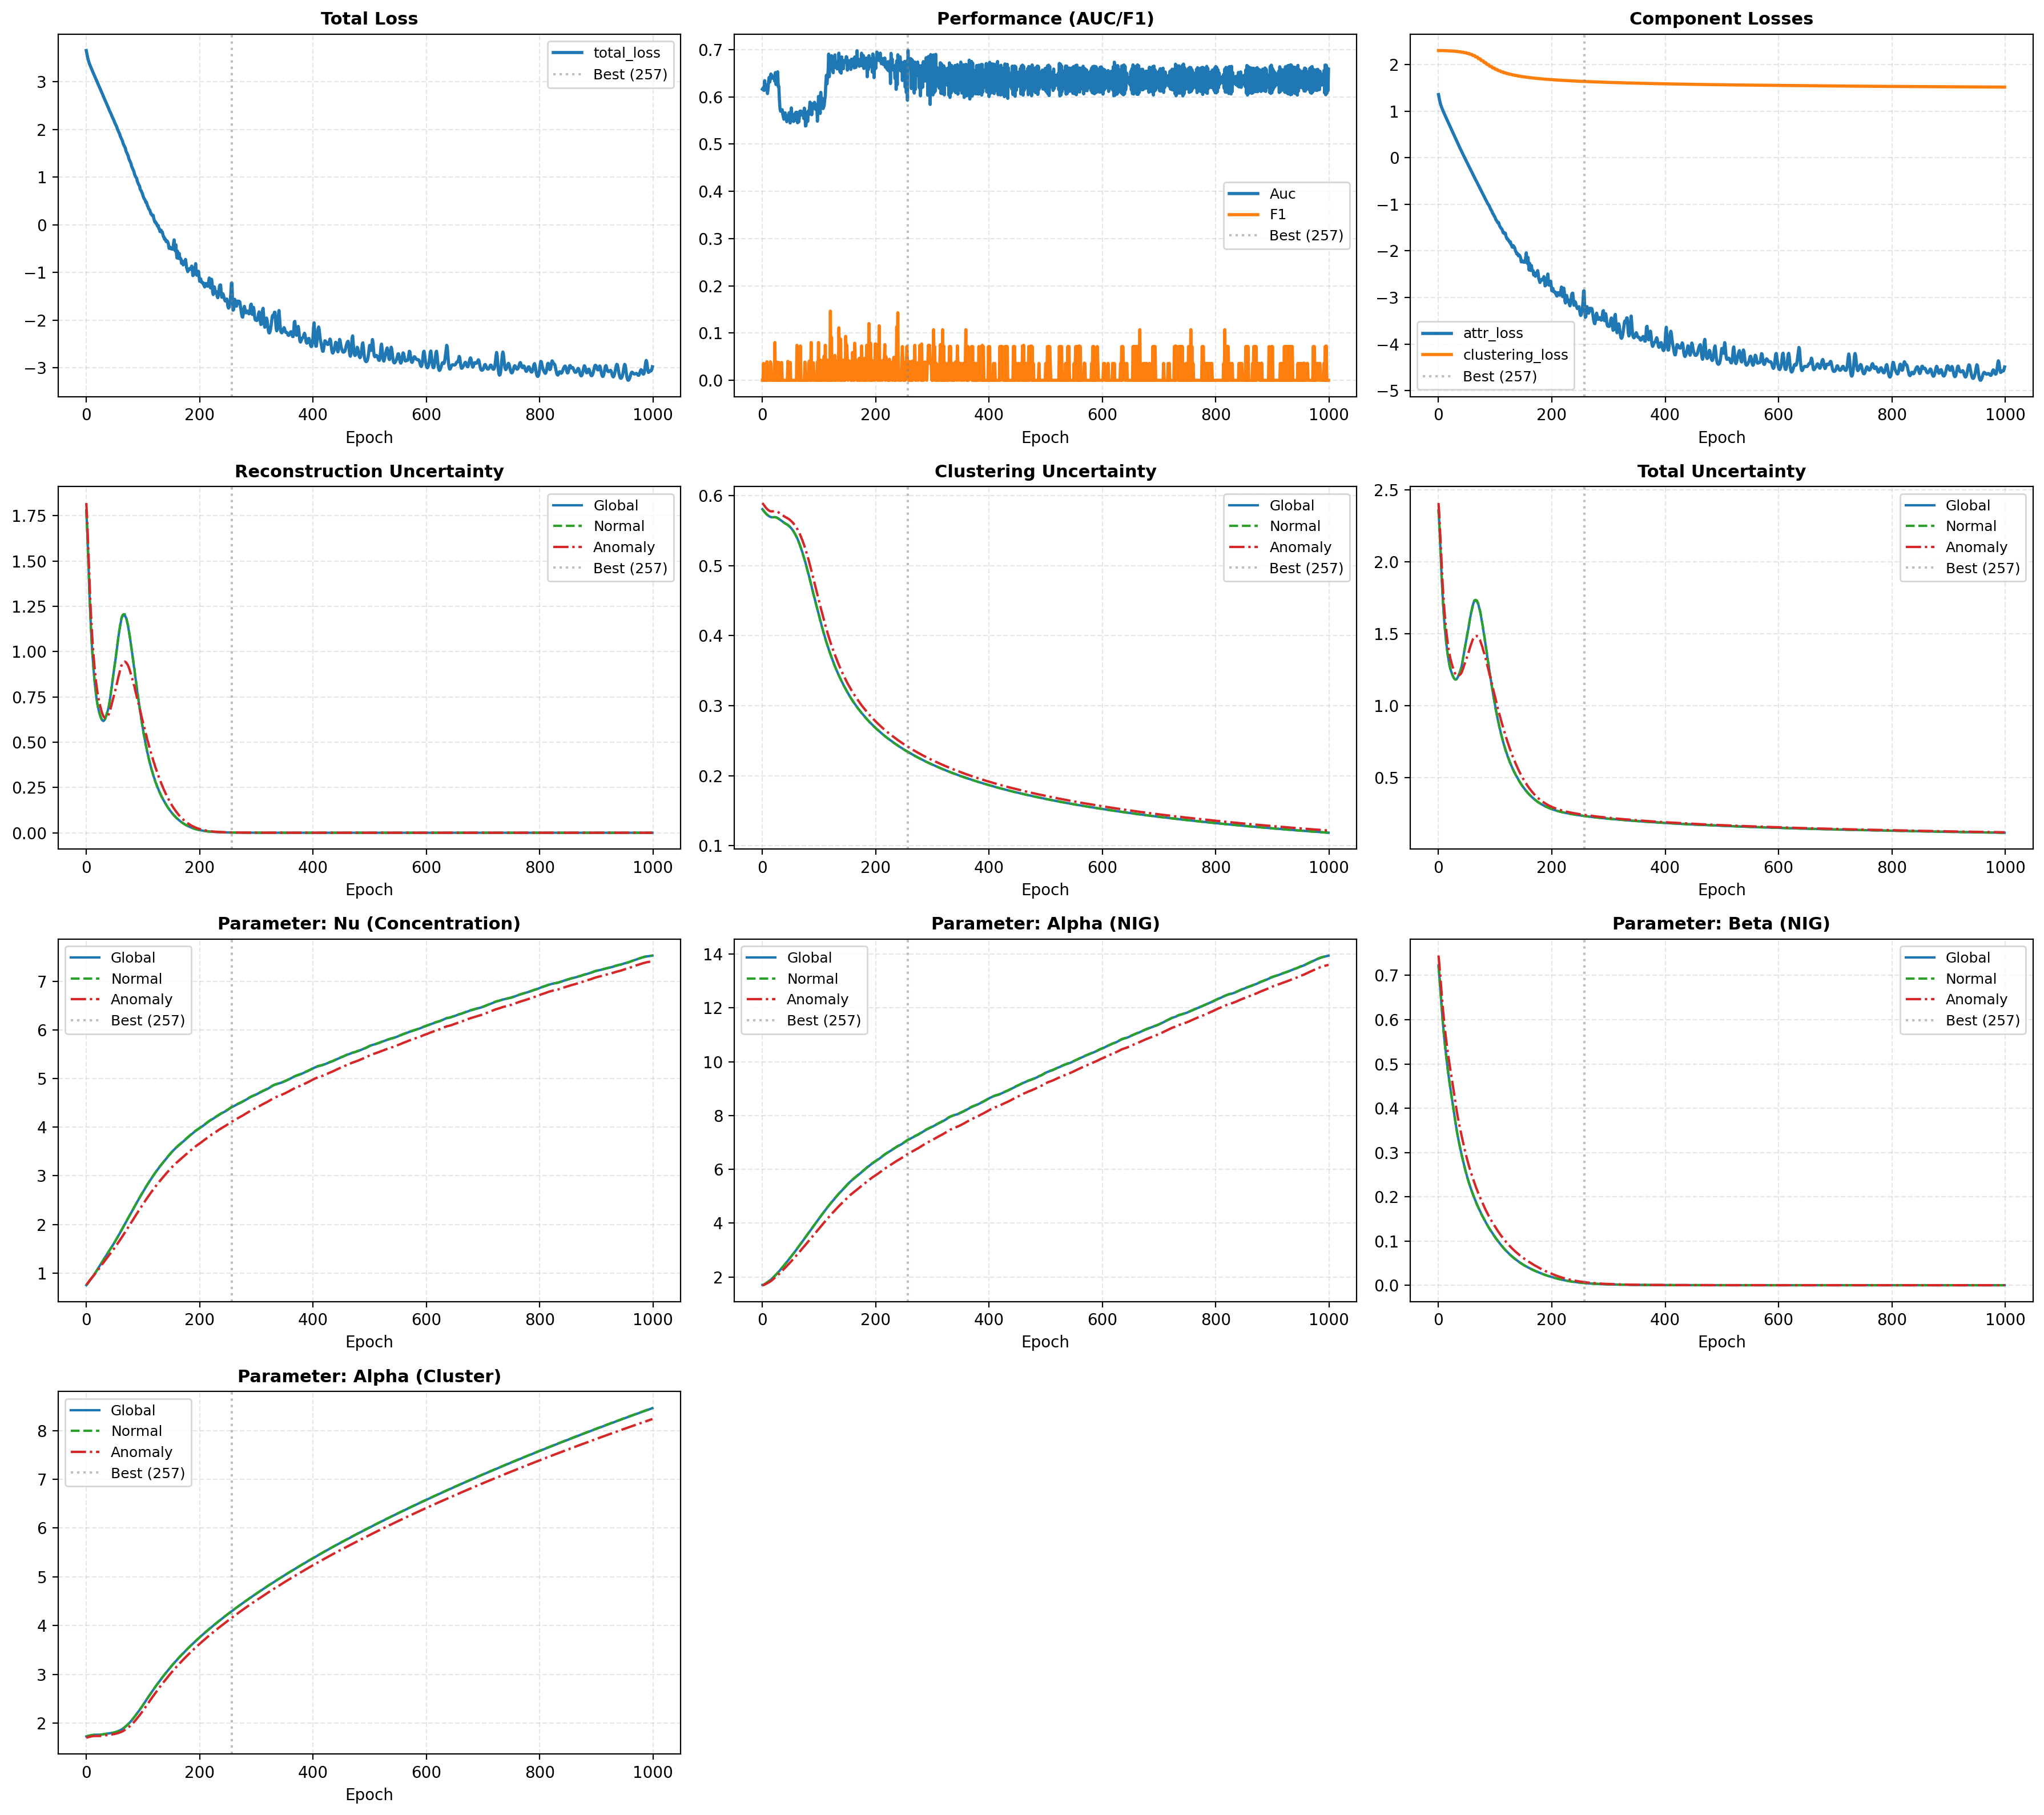 Total Loss
3
2
1
0
−1
−2
−3
total_loss
Best (257)
0 200 400 600 800 1000
Epoch
Performance (AUC/F1)
0.7
0.6
0.5
0.4
0.3
0.2
0.1
0.0
Auc
F1
Best (257)
0 200 400 600 800 1000
Epoch
Component Losses
2
1
0
−1
−2
−3
−4
−5
attr_loss
clustering_loss
Best (257)
0 200 400 600 800 1000
Epoch
Reconstruction Uncertainty
1.75
1.50
1.25
1.00
0.75
0.50
0.25
0.00
Global
Normal
Anomaly
Best (257)
0 200 400 600 800 1000
Epoch
Clustering Uncertainty
0.6
0.5
0.4
0.3
0.2
0.1
Global
Normal
Anomaly
Best (257)
0 200 400 600 800 1000
Epoch
Total Uncertainty
2.5
2.0
1.5
1.0
0.5
Global
Normal
Anomaly
Best (257)
0 200 400 600 800 1000
Epoch
Parameter: Nu (Concentration)
7
6
5
4
3
2
1
Global
Normal
Anomaly
Best (257)
0 200 400 600 800 1000
Epoch
Parameter: Alpha (NIG)
14
12
10
8
6
4
2
Global
Normal
Anomaly
Best (257)
0 200 400 600 800 1000
Epoch
Parameter: Beta (NIG)
0.7
0.6
0.5
0.4
0.3
0.2
0.1
0.0
Global
Normal
Anomaly
Best (257)
0 200 400 600 800 1000
Epoch
Parameter: Alpha (Cluster)
8
7
6
5
4
3
2
Global
Normal
Anomaly
Best (257)
0 200 400 600 800 1000
Epoch